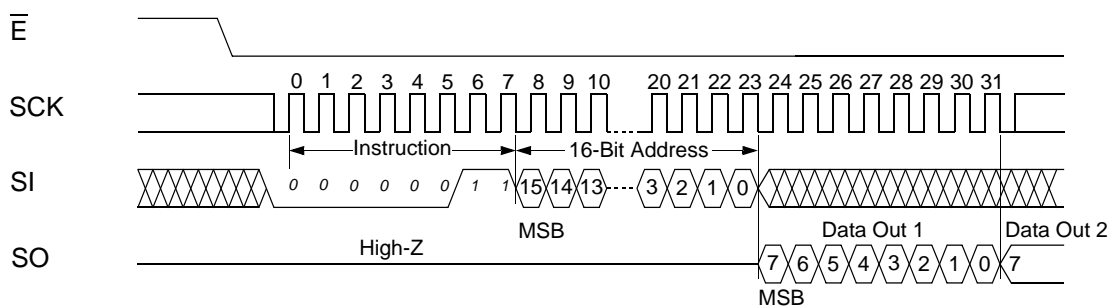 E
0 1 2 3 4 5 6 7 8 9 10 20 21 22 23 24 25 26 27 28 29 30 31
SCK
Instruction 16-Bit Address
SI 0 0 0 0 0 0 1 1 15 14 13 3 2 1 0
MSB Data Out 1 Data Out 2
High-Z
SO 7 6 5 4 3 2 1 0 7
MSB